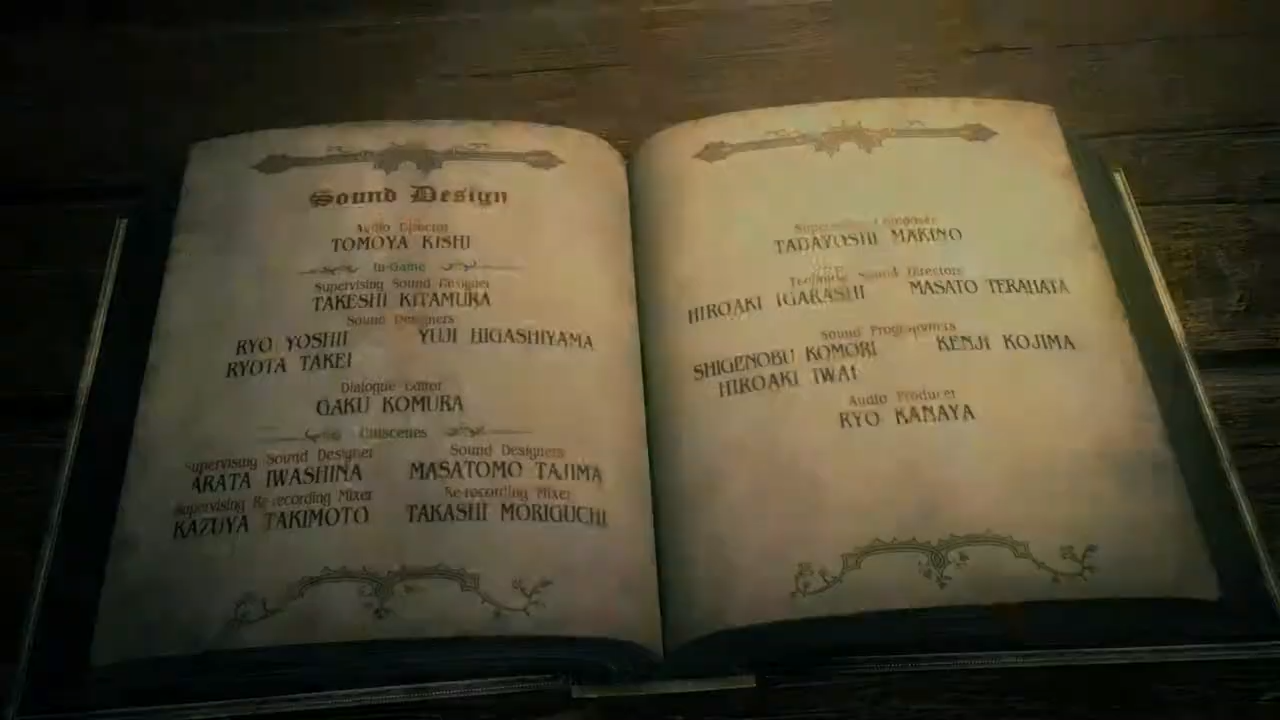 Sound Design
Audio Director
TOMOYA KISHI
In-Game
Supervising Sound Designer
TAKESHI KITAMURA
Sound Designers
RYO YOSHII YUJI HIGASHIYAMA
RYOTA TAKEI
Dialogue Editor
GAKU KOMURA
Cutscenes
Supervising Sound Designer Sound Designers
ARATA IWASHINA MASATOMO TAJIMA
Supervising Re-recording Mixer Re-recording Mixer
KAZUYA TAKIMOTO TAKASHI MORIGUCHI
Supervising Composer
TADAYOSHI MAKINO
Technical Sound Directors
HIROAKI IGARASHI MASATO TERAHATA
Sound Programmers
SHIGENOBU KOMORI KENJI KOJIMA
HIROAKI IWAI
Audio Producer
RYO KANAYA